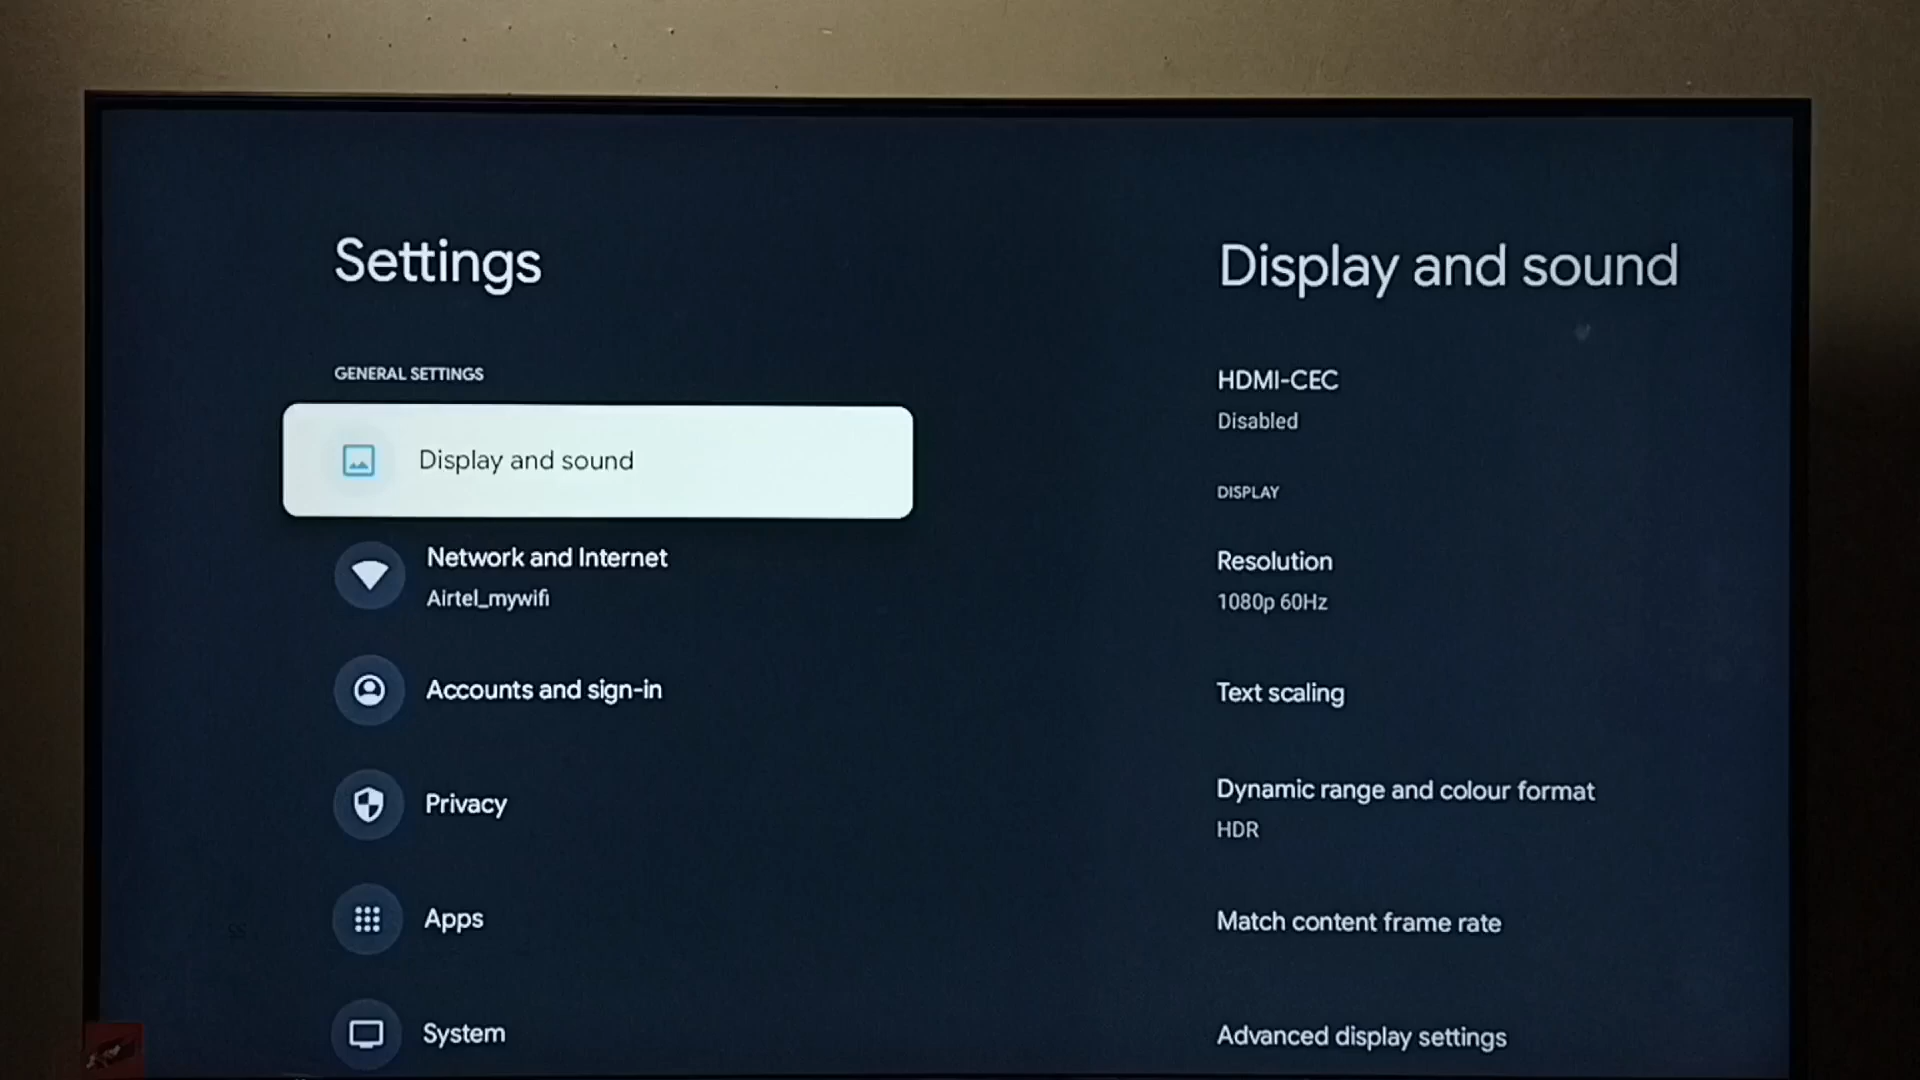 Settings
GENERAL SETTINGS
Display and sound
Network and Internet
Airtel_mywifi
Accounts and sign-in
Privacy
Apps
System
Display and sound
HDMI-CEC
Disabled
DISPLAY
Resolution
1080p 60Hz
Text scaling
Dynamic range and colour format
HDR
Match content frame rate
Advanced display settings